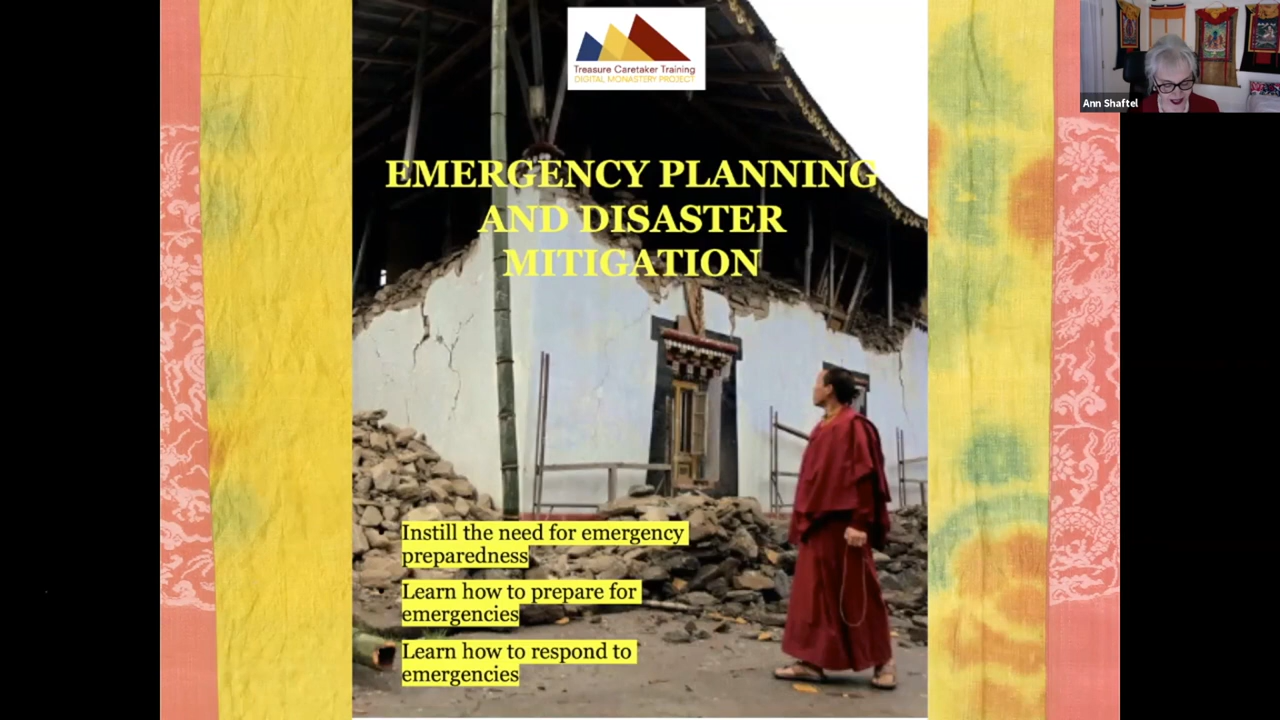 Treasure Caretaker Training
DIGITAL MONASTERY PROJECT
Ann Shaftel
EMERGENCY PLANNING
AND DISASTER
MITIGATION
Instill the need for emergency
preparedness
Learn how to prepare for
emergencies
Learn how to respond to
emergencies